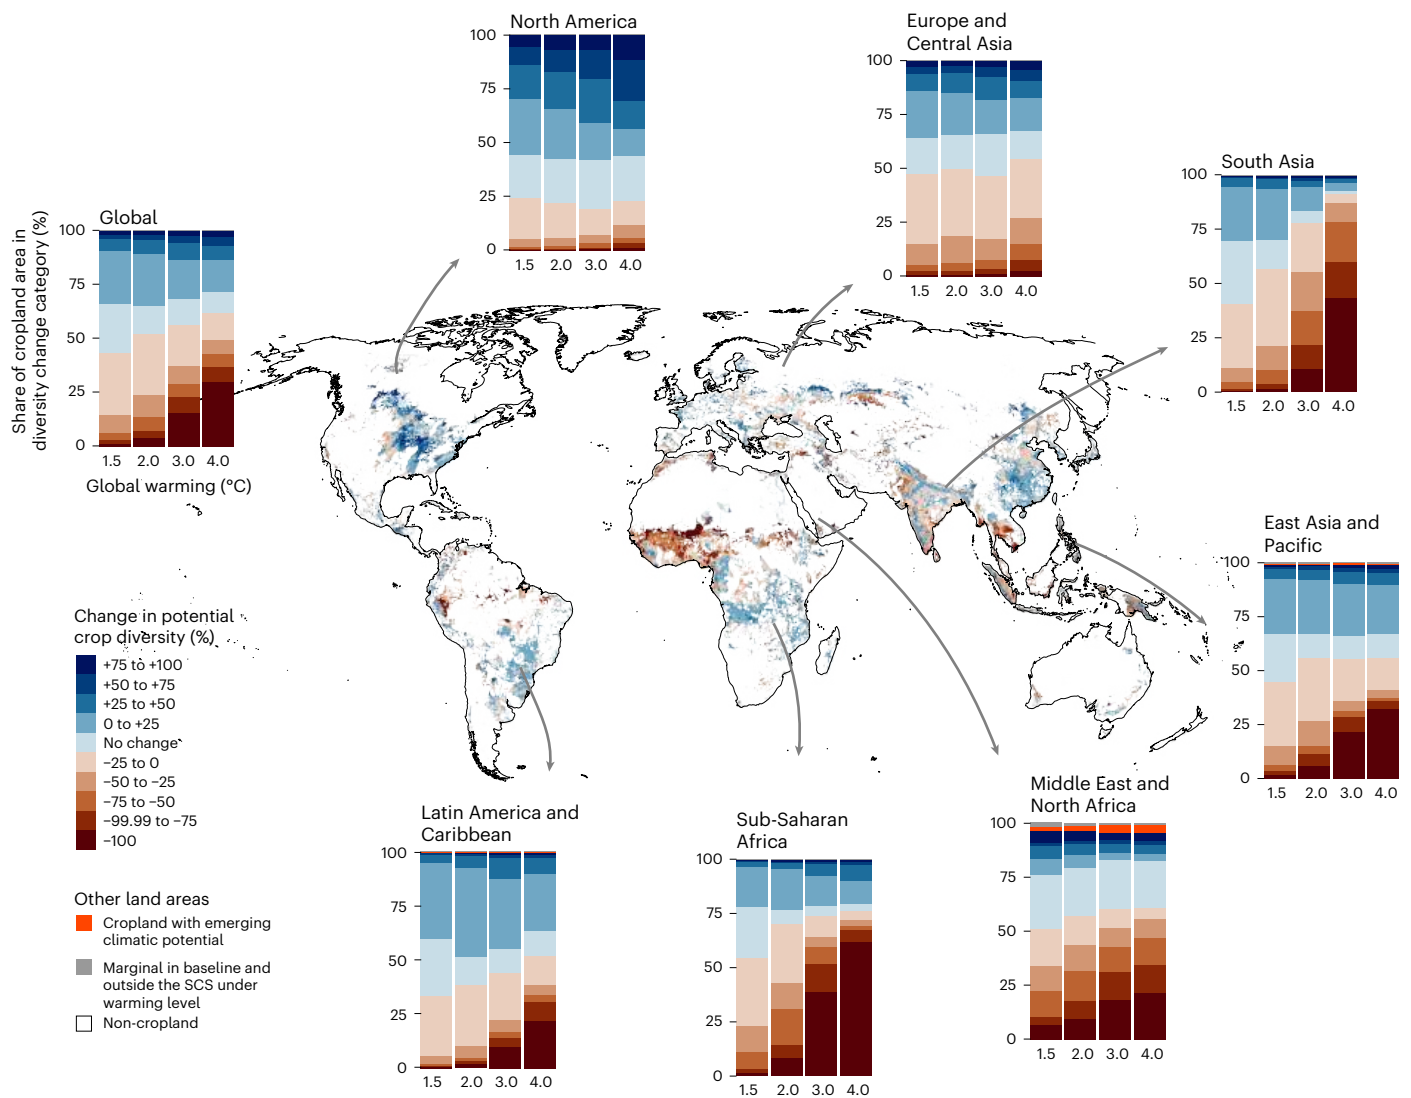 North America
100
75
50
25
0
1.5 2.0 3.0 4.0
Europe and
Central Asia
100
75
50
25
0
1.5 2.0 3.0 4.0
South Asia
100
75
50
25
0
1.5 2.0 3.0 4.0
Share of cropland area in
diversity change category (%)
Global
100
75
50
25
0
1.5 2.0 3.0 4.0
Global warming (°C)
East Asia and
Pacific
100
75
50
25
0
1.5 2.0 3.0 4.0
Change in potential
crop diversity (%)
+75 to +100
+50 to +75
+25 to +50
0 to +25
No change
−25 to 0
−50 to −25
−75 to −50
−99.99 to −75
−100
Other land areas
Cropland with emerging
climatic potential
Marginal in baseline and
outside the SCS under
warming level
Non-cropland
Latin America and
Caribbean
100
75
50
25
0
1.5 2.0 3.0 4.0
Sub-Saharan
Africa
100
75
50
25
0
1.5 2.0 3.0 4.0
Middle East and
North Africa
100
75
50
25
0
1.5 2.0 3.0 4.0